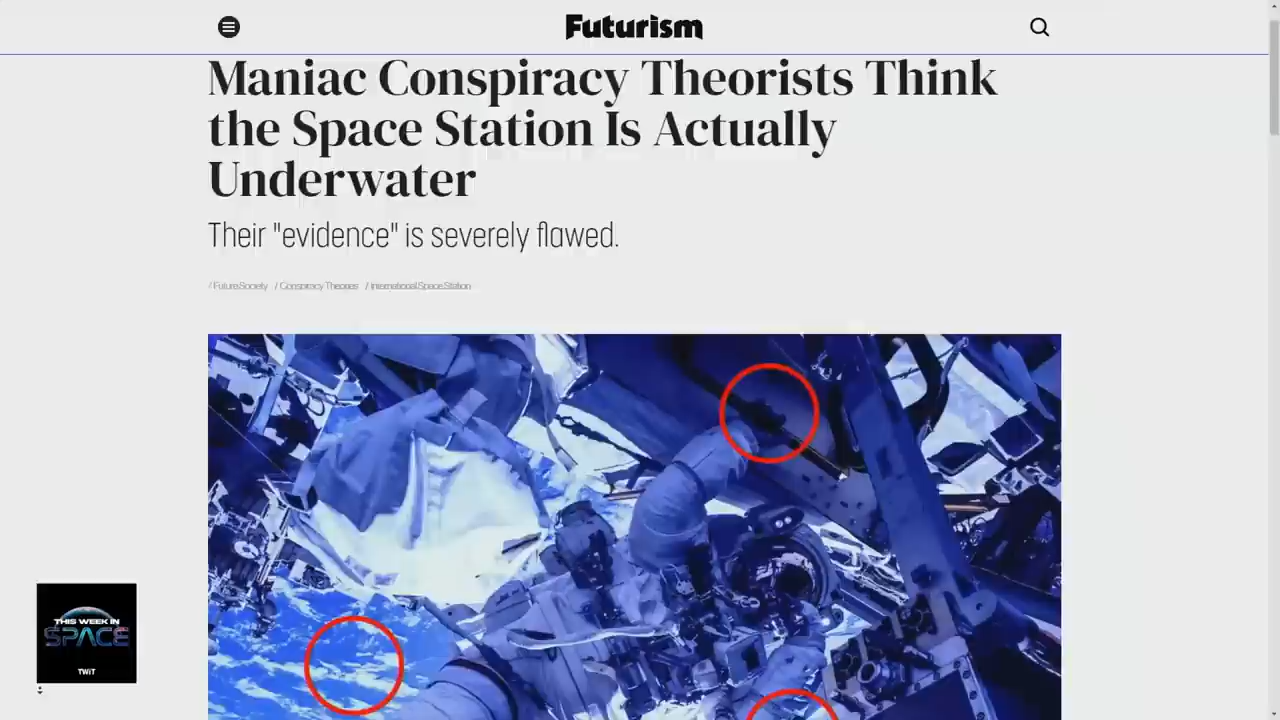 Futurism
Maniac Conspiracy Theorists Think
the Space Station Is Actually
Underwater
Their "evidence" is severely flawed.
/ Future Society / Conspiracy Theories / International Space Station
THIS WEEK IN
SPACE
TWiT